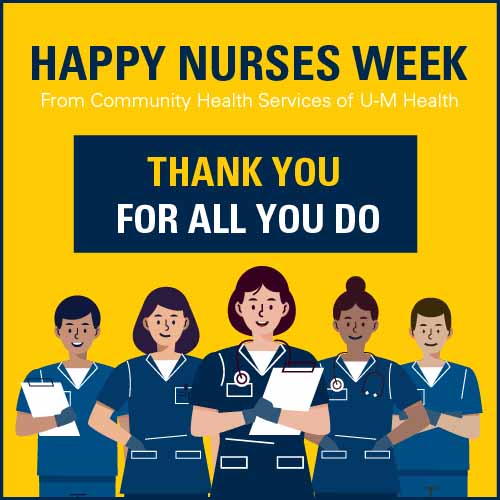 HAPPY NURSES WEEK
From Community Health Services of U-M Health
THANK YOU
FOR ALL YOU DO